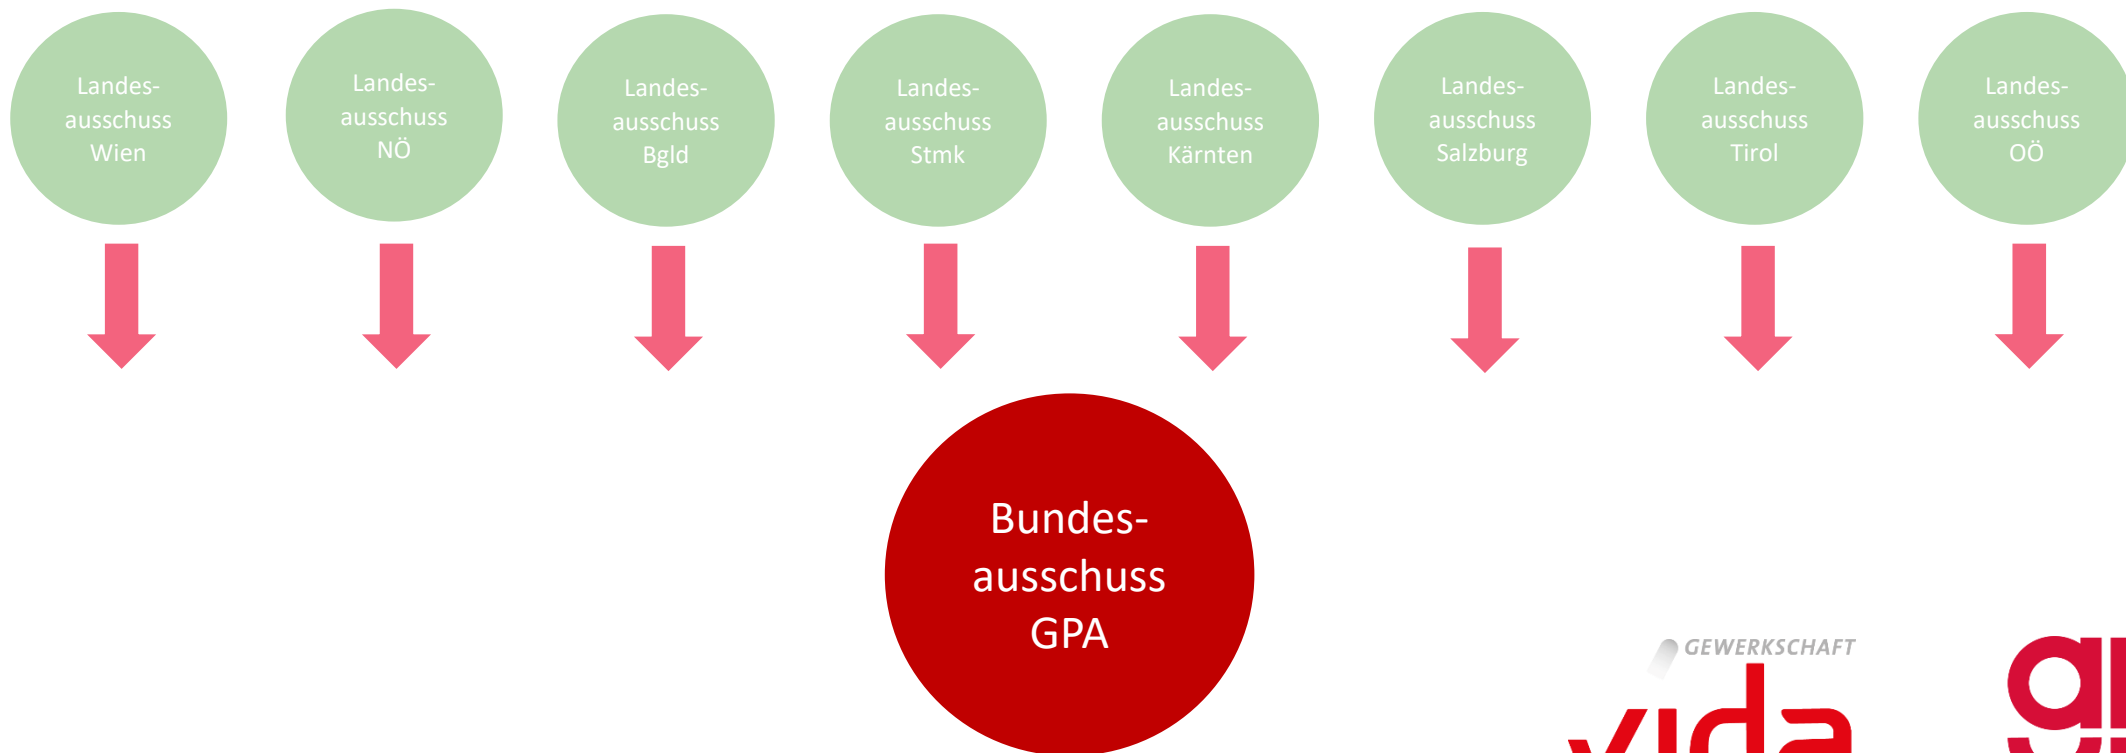 Landes-
ausschuss
Wien
Landes-
ausschuss
NÖ
Landes-
ausschuss
Bgld
Landes-
ausschuss
Stmk
Landes-
ausschuss
Kärnten
Landes-
ausschuss
Salzburg
Landes-
ausschuss
Tirol
Landes-
ausschuss
OÖ
Bundes-
ausschuss
GPA
GEWERKSCHAFT
vida